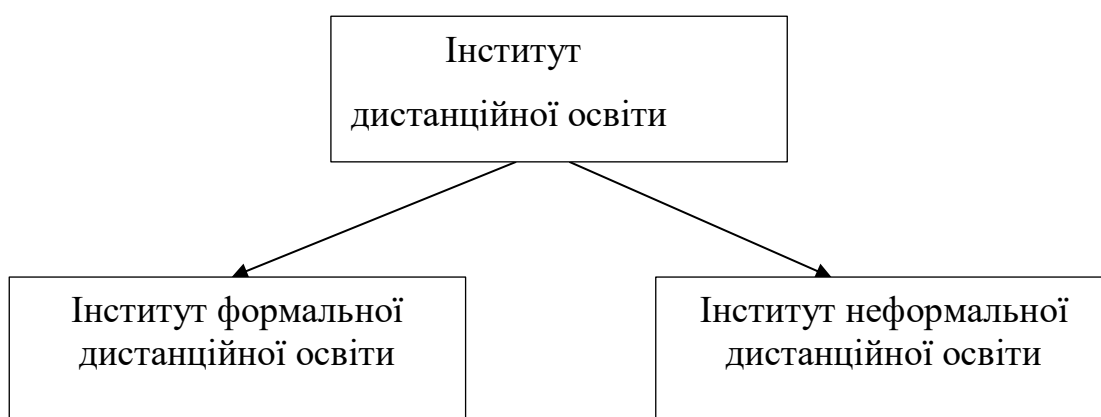 Інститут
дистанційної освіти
Інститут формальної
дистанційної освіти
Інститут неформальної
дистанційної освіти